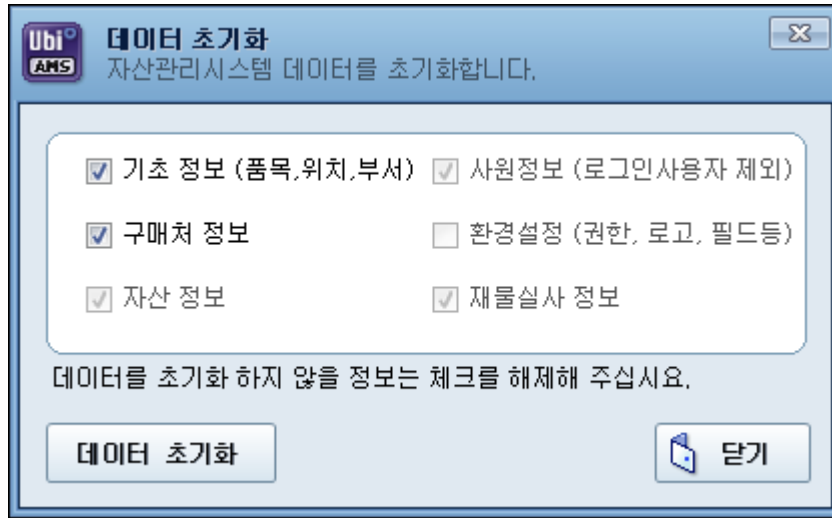 Ubi
AMS
데이터 초기화
자산관리시스템 데이터를 초기화합니다.
기초 정보 (품목,위치,부서) 사원정보 (로그인사용자 제외)
구매처 정보 환경설정 (권한, 로고, 필드등)
자산 정보 재물실사 정보
데이터를 초기화 하지 않을 정보는 체크를 해제해 주십시요.
데이터 초기화 닫기